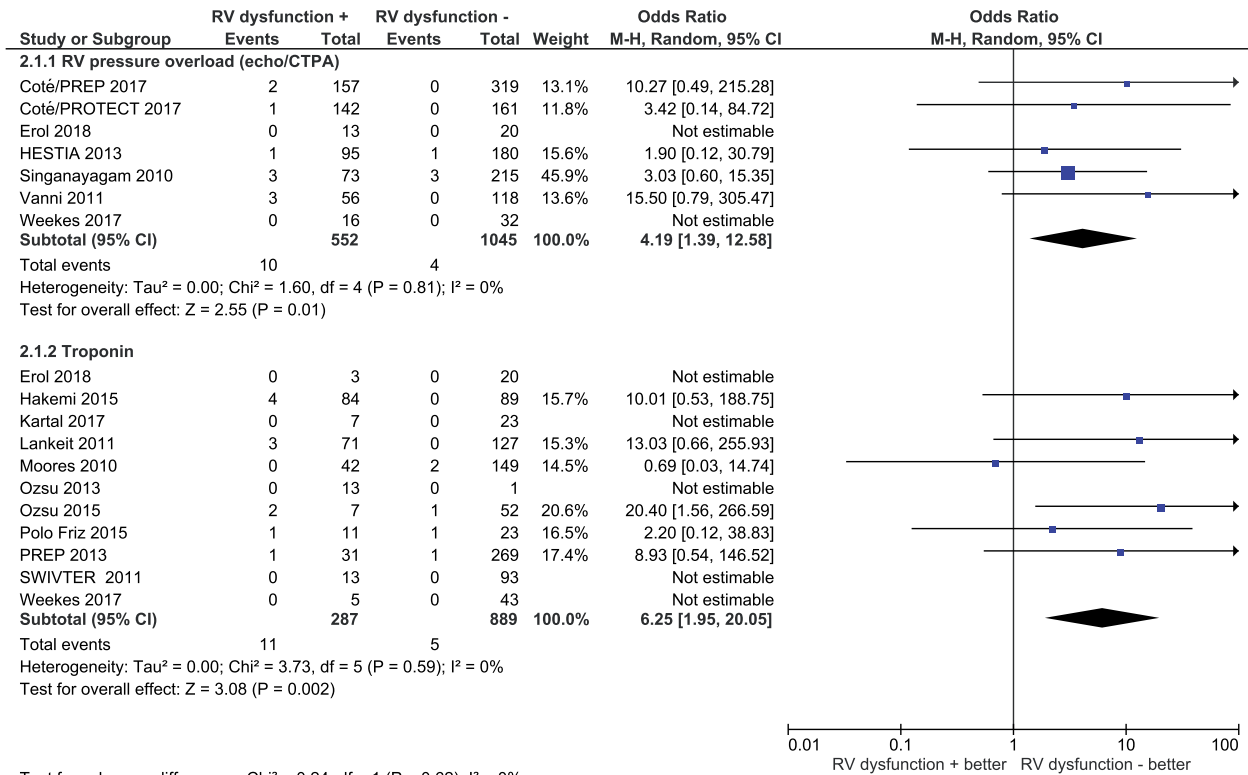 RV dysfunction + RV dysfunction - Odds Ratio Odds Ratio
Study or Subgroup Events Total Events Total Weight M-H, Random, 95% CI M-H, Random, 95% CI
2.1.1 RV pressure overload (echo/CTPA)
Coté/PREP 2017 2 157 0 319 13.1% 10.27 [0.49, 215.28]
Coté/PROTECT 2017 1 142 0 161 11.8% 3.42 [0.14, 84.72]
Erol 2018 0 13 0 20 Not estimable
HESTIA 2013 1 95 1 180 15.6% 1.90 [0.12, 30.79]
Singanayagam 2010 3 73 3 215 45.9% 3.03 [0.60, 15.35]
Vanni 2011 3 56 0 118 13.6% 15.50 [0.79, 305.47]
Weekes 2017 0 16 0 32 Not estimable
Subtotal (95% CI) 552 1045 100.0% 4.19 [1.39, 12.58]
Total events 10 4
Heterogeneity: Tau² = 0.00; Chi² = 1.60, df = 4 (P = 0.81); I² = 0%
Test for overall effect: Z = 2.55 (P = 0.01)
2.1.2 Troponin
Erol 2018 0 3 0 20 Not estimable
Hakemi 2015 4 84 0 89 15.7% 10.01 [0.53, 188.75]
Kartal 2017 0 7 0 23 Not estimable
Lankeit 2011 3 71 0 127 15.3% 13.03 [0.66, 255.93]
Moores 2010 0 42 2 149 14.5% 0.69 [0.03, 14.74]
Ozsu 2013 0 13 0 1 Not estimable
Ozsu 2015 2 7 1 52 20.6% 20.40 [1.56, 266.59]
Polo Friz 2015 1 11 1 23 16.5% 2.20 [0.12, 38.83]
PREP 2013 1 31 1 269 17.4% 8.93 [0.54, 146.52]
SWIVTER 2011 0 13 0 93 Not estimable
Weekes 2017 0 5 0 43 Not estimable
Subtotal (95% CI) 287 889 100.0% 6.25 [1.95, 20.05]
Total events 11 5
Heterogeneity: Tau² = 0.00; Chi² = 3.73, df = 5 (P = 0.59); I² = 0%
Test for overall effect: Z = 3.08 (P = 0.002)
0.01 0.1 1 10 100
RV dysfunction + better RV dysfunction - better